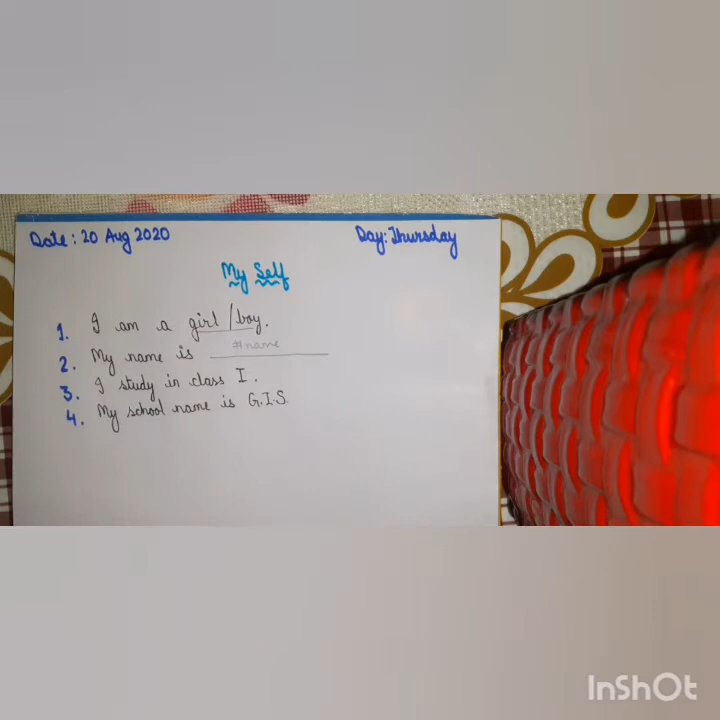 Date : 20 Aug 2020
Day: Thursday
My Self
1. I am a girl / boy.
2. My name is #name
3. I study in class I.
4. My school name is G.I.S.
InShOt